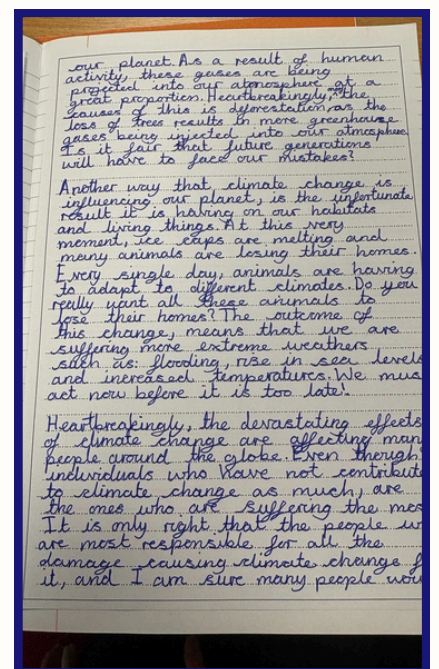 our planet. As a result of human
activity, these gases are being
projected into our atmosphere at a
great proportion. Heartbreakingly, the
causes of this is deforestation, as the
loss of trees results in more greenhouse
gases being injected into our atmosphere.
Is it fair that future generations
will have to face our mistakes?
Another way that climate change is
influencing our planet, is the unfortunate
result it is having on our habitats
and living things. At this very
moment, ice caps are melting and
many animals are losing their homes.
Every single day, animals are having
to adapt to different climates. Do you
really want all these animals to
lose their homes? The outcome of
this change, means that we are
suffering more extreme weathers
such as: flooding, rise in sea levels
and increased temperatures. We mus
act now before it is too late!
Heartbreakingly, the devastating effects
of climate change are affecting man
people around the globe. Even though
individuals who have not contribute
to climate change as much, are
the ones who are suffering the mos
It is only right that the people w
are most responsible for all the
damage causing climate change f
it, and I am sure many people wou